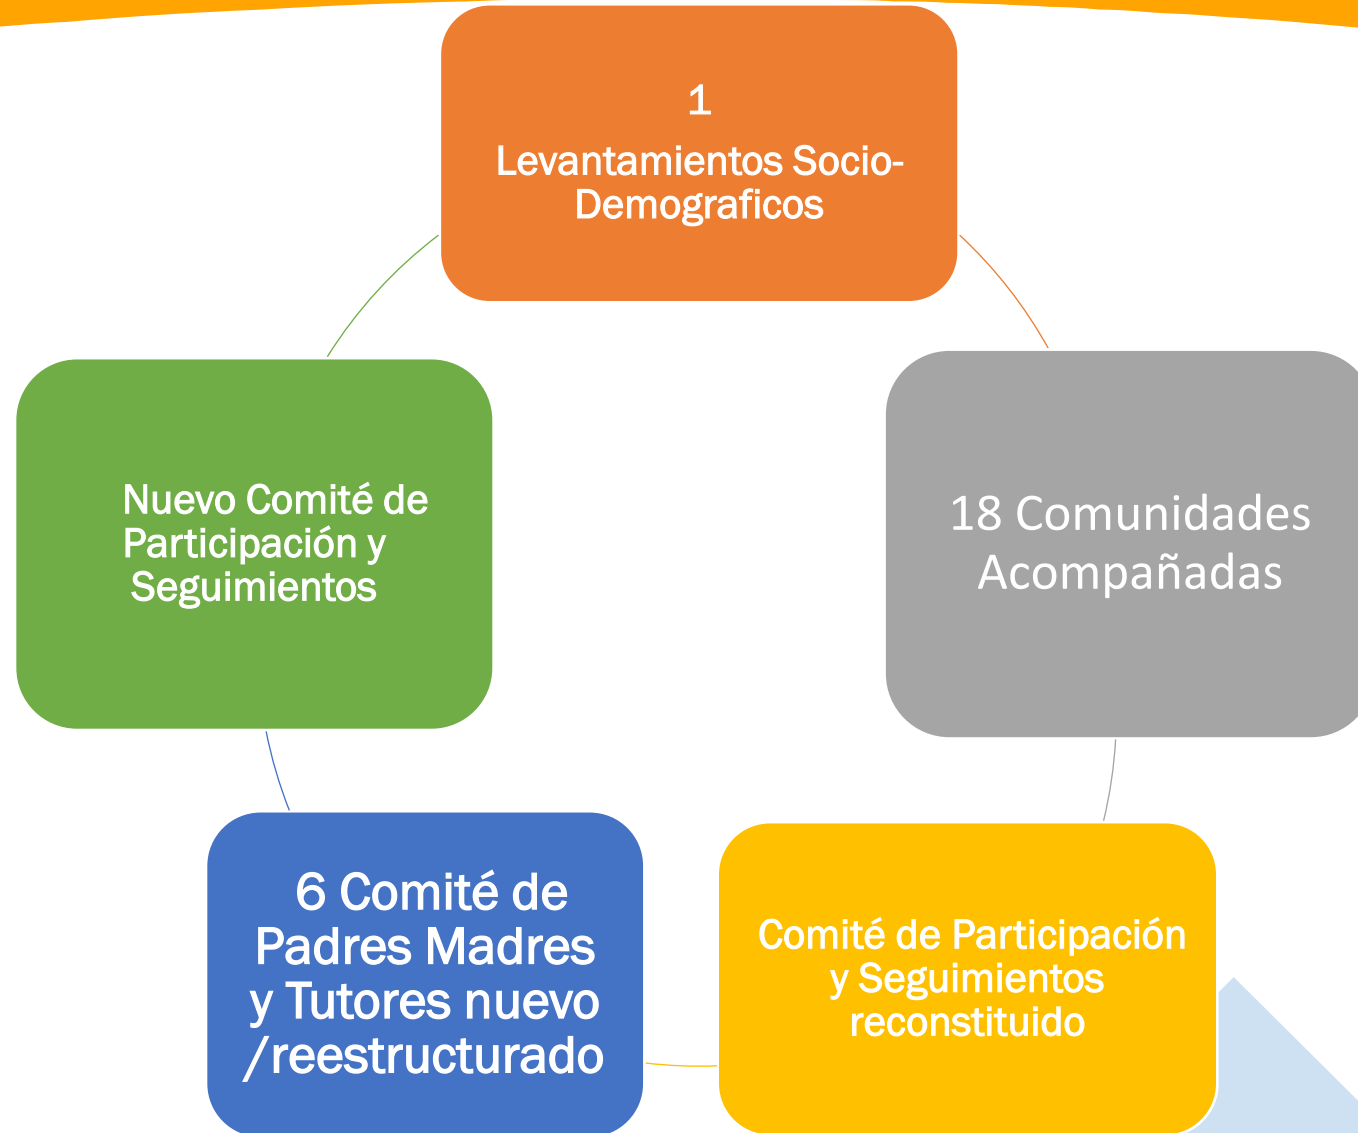 1
Levantamientos Socio-
Demograficos
18 Comunidades
Acompañadas
Comité de Participación
y Seguimientos
reconstituido
6 Comité de
Padres Madres
y Tutores nuevo
/reestructurado
Nuevo Comité de
Participación y
Seguimientos